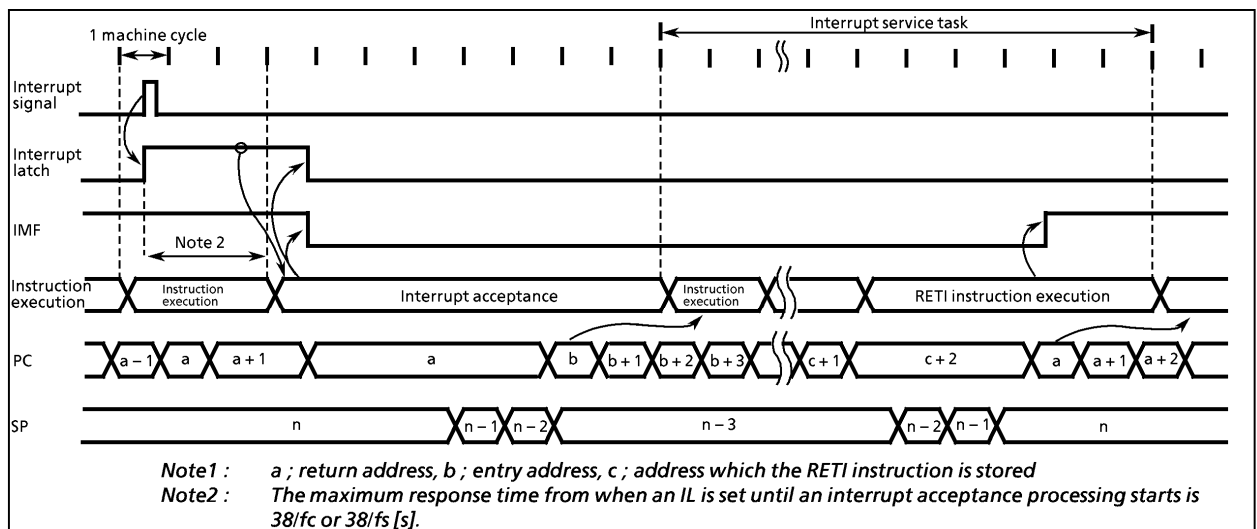 Interrupt service task
1 machine cycle
Interrupt
signal
Interrupt
latch
IMF
Note 2
Instruction
execution
Instruction
execution
Interrupt acceptance
Instruction
execution
RETI instruction execution
PC
a − 1
a
a + 1
a
b
b + 1
b + 2
b + 3
c + 1
c + 2
a
a + 1
a + 2
SP
n
n − 1
n − 2
n − 3
n − 2
n − 1
n
Note1 : a ; return address, b ; entry address, c ; address which the RETI instruction is stored
Note2 : The maximum response time from when an IL is set until an interrupt acceptance processing starts is
38/fc or 38/fs [s].